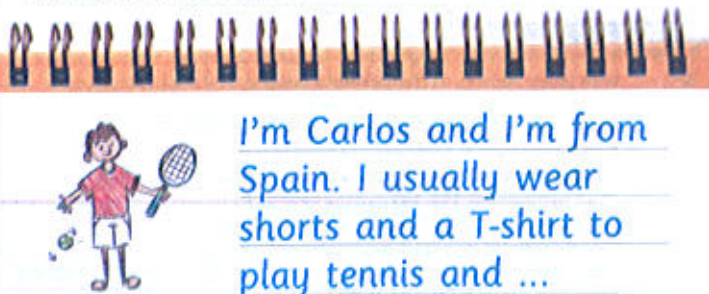 I'm Carlos and I'm from
Spain. I usually wear
shorts and a T-shirt to
play tennis and ...